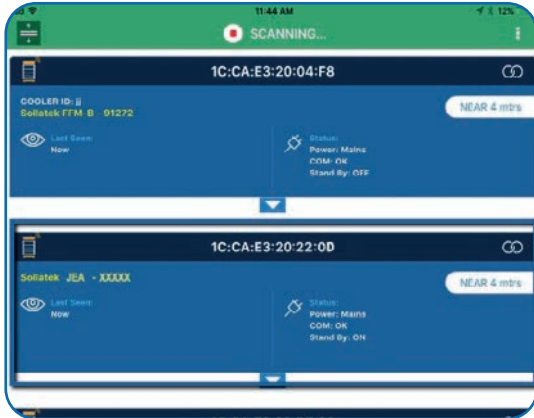 11:44 AM
12%
SCANNING...
1C:CA:E3:20:04:F8
COOLER ID: jj
Sollatek FFM-B 01272
NEAR 4 mtrs
Last Seen:
Now
Status:
Power: Mains
COM: OK
Stand By: OFF
1C:CA:E3:20:22:0D
Sollatek JEA - XXXXX
NEAR 4 mtrs
Last Seen:
Now
Status:
Power: Mains
COM: OK
Stand By: ON